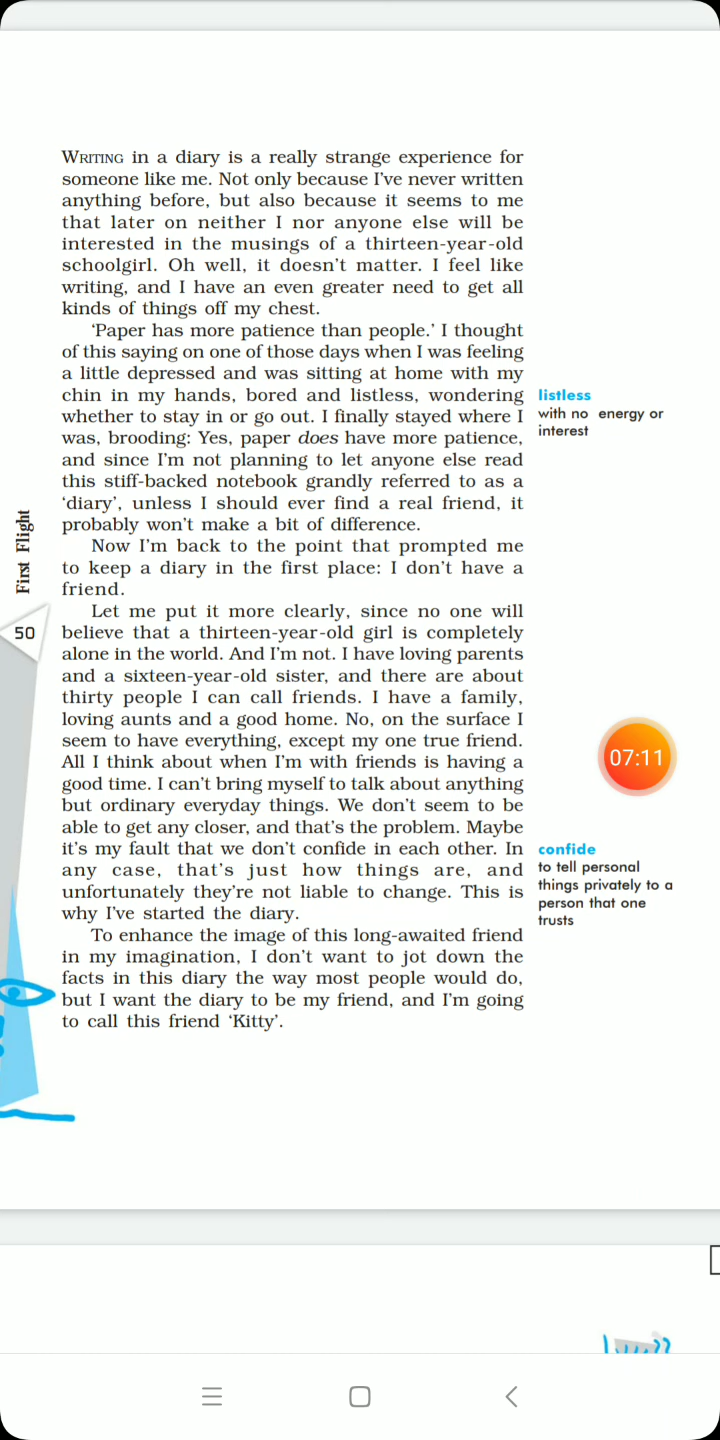 WRITING in a diary is a really strange experience for
someone like me. Not only because I’ve never written
anything before, but also because it seems to me
that later on neither I nor anyone else will be
interested in the musings of a thirteen-year-old
schoolgirl. Oh well, it doesn’t matter. I feel like
writing, and I have an even greater need to get all
kinds of things off my chest.
‘Paper has more patience than people.’ I thought
of this saying on one of those days when I was feeling
a little depressed and was sitting at home with my
chin in my hands, bored and listless, wondering
whether to stay in or go out. I finally stayed where I
was, brooding: Yes, paper does have more patience,
and since I’m not planning to let anyone else read
this stiff-backed notebook grandly referred to as a
‘diary’, unless I should ever find a real friend, it
probably won’t make a bit of difference.
Now I’m back to the point that prompted me
to keep a diary in the first place: I don’t have a
friend.
Let me put it more clearly, since no one will
believe that a thirteen-year-old girl is completely
alone in the world. And I’m not. I have loving parents
and a sixteen-year-old sister, and there are about
thirty people I can call friends. I have a family,
loving aunts and a good home. No, on the surface I
seem to have everything, except my one true friend.
All I think about when I’m with friends is having a
good time. I can’t bring myself to talk about anything
but ordinary everyday things. We don’t seem to be
able to get any closer, and that’s the problem. Maybe
it’s my fault that we don’t confide in each other. In
any case, that’s just how things are, and
unfortunately they’re not liable to change. This is
why I’ve started the diary.
To enhance the image of this long-awaited friend
in my imagination, I don’t want to jot down the
facts in this diary the way most people would do,
but I want the diary to be my friend, and I’m going
to call this friend ‘Kitty’.
listless
with no energy or
interest
confide
to tell personal
things privately to a
person that one
trusts
First Flight
50
07:11